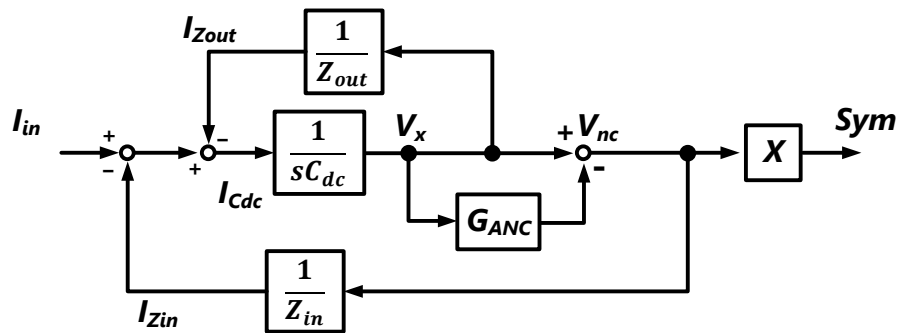 I_Zout
1
Z_out
I_in
+
−
−
+
I_Cdc
1
sC_dc
V_x
+
V_nc
-
G_ANC
X
Sym
1
Z_in
I_Zin